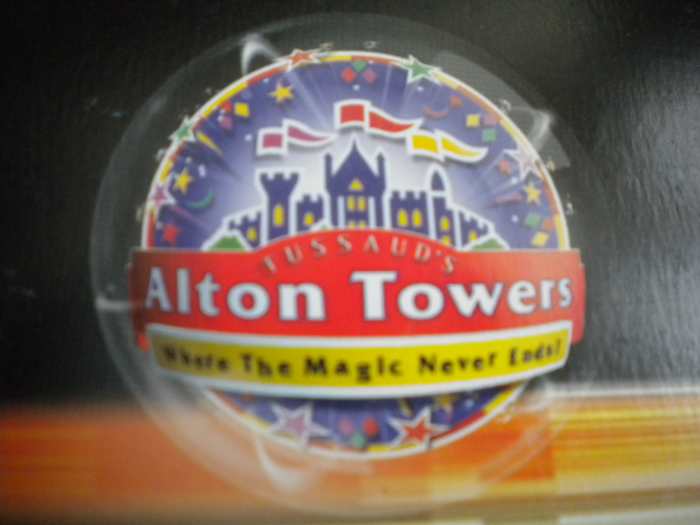 TUSSAUD'S
Alton Towers
Where The Magic Never Ends!